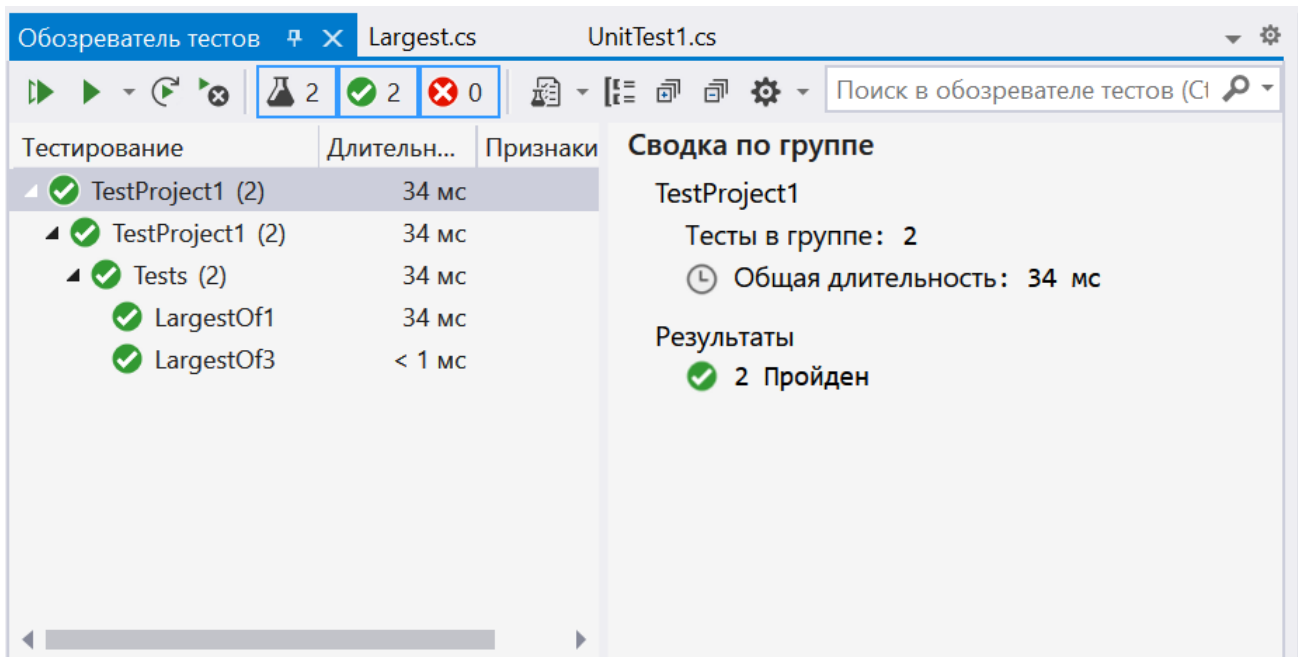 Обозреватель тестов Largest.cs UnitTest1.cs
2 2 0 Поиск в обозревателе тестов (Ct
Тестирование Длительн... Признаки
TestProject1 (2) 34 мс
TestProject1 (2) 34 мс
Tests (2) 34 мс
LargestOf1 34 мс
LargestOf3 < 1 мс
Сводка по группе
TestProject1
Тесты в группе: 2
Общая длительность: 34 мс
Результаты
2 Пройден